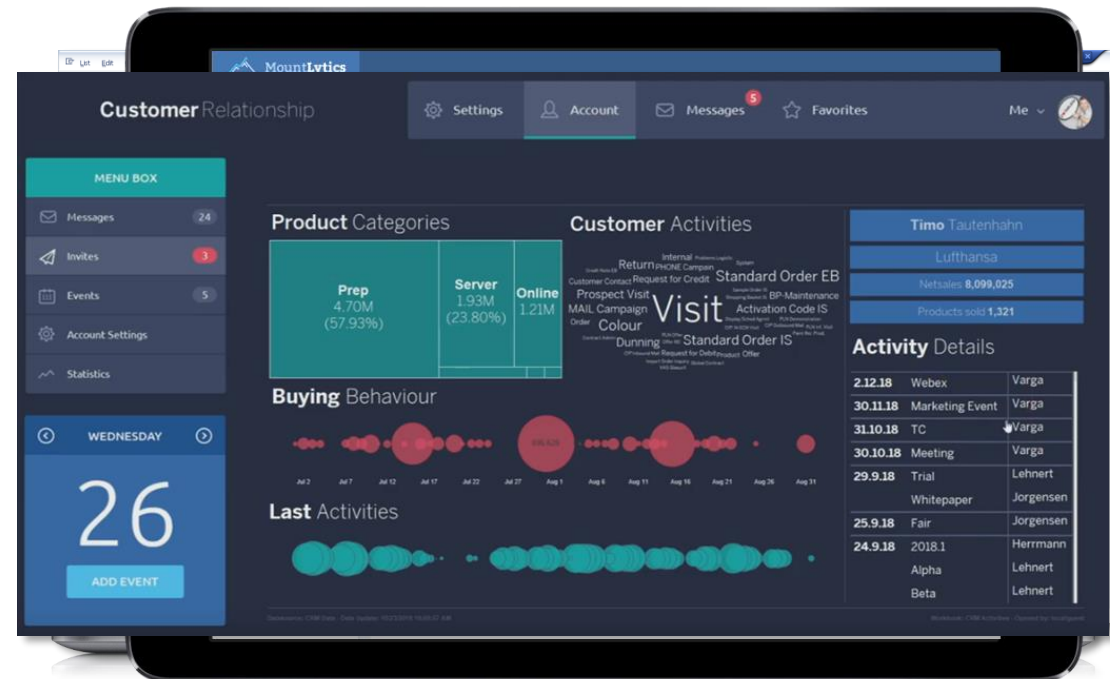 List Edit
MountLytics
Customer Relationship
Settings
Account
Messages 5
Favorites
Me
MENU BOX
Messages 24
Invites 3
Events 5
Account Settings
Statistics
WEDNESDAY
26
ADD EVENT
Product Categories
Prep
4.70M
(57.93%)
Server
1.93M
(23.80%)
Online
1.21M
Customer Activities
Internal
Return PHONE Campain
Customer Contact Request for Credit Standard Order EB
Prospect Visit
Visit
BP-Maintenance
MAIL Campaign
Activation Code IS
Order Colour
Dunning
Standard Order IS
Request for Debit Product Offer
Buying Behaviour
Jul 2 Jul 7 Jul 12 Jul 17 Jul 22 Jul 27 Aug 1 Aug 6 Aug 11 Aug 16 Aug 21 Aug 26 Aug 31
Last Activities
Timo Tautenhahn
Lufthansa
Netsales 8,099,025
Products sold 1,321
Activity Details
2.12.18 Webex Varga
30.11.18 Marketing Event Varga
31.10.18 TC Varga
30.10.18 Meeting Varga
29.9.18 Trial Lehnert
Whitepaper Jorgensen
25.9.18 Fair Jorgensen
24.9.18 2018.1 Herrmann
Alpha Lehnert
Beta Lehnert